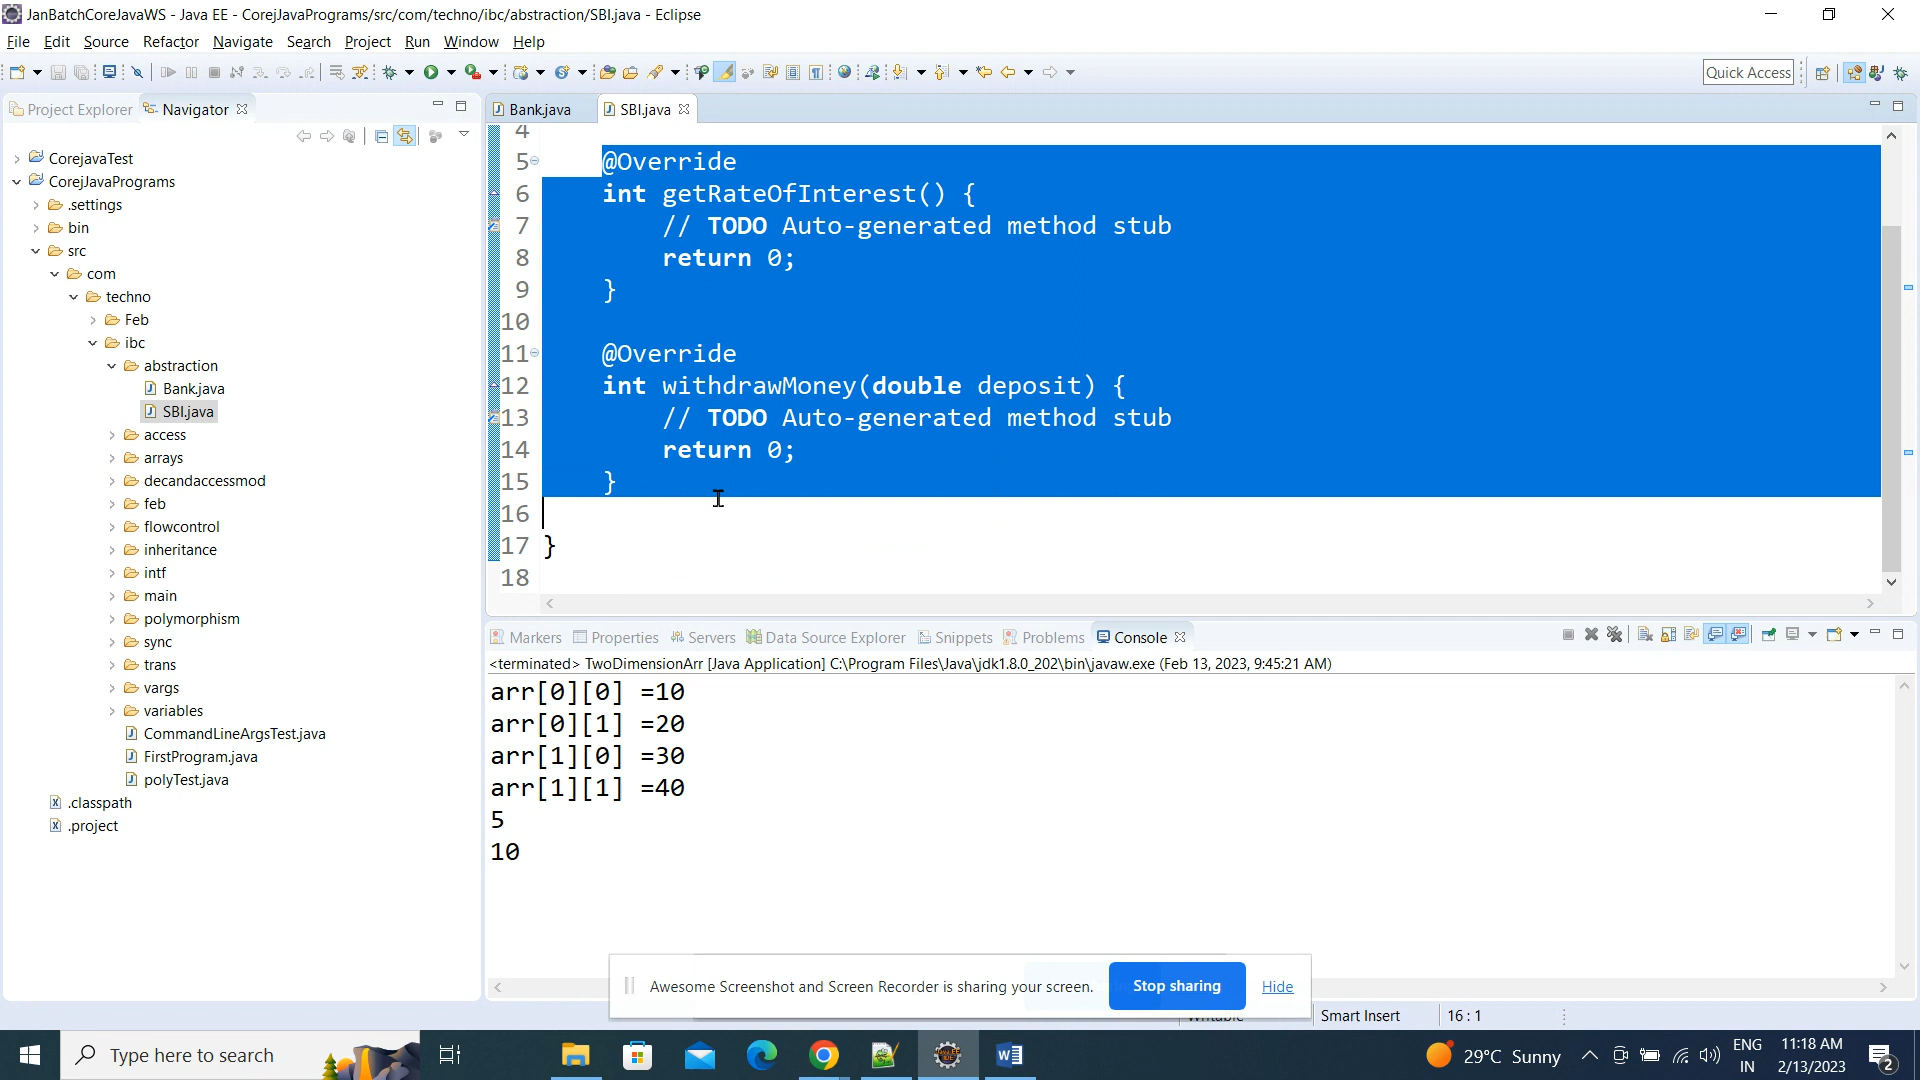 JanBatchCoreJavaWS - Java EE - CorejJavaPrograms/src/com/techno/ibc/abstraction/SBI.java - Eclipse
File Edit Source Refactor Navigate Search Project Run Window Help
Quick Access
Project Explorer Navigator
CorejavaTest
CorejJavaPrograms
.settings
bin
src
com
techno
Feb
ibc
abstraction
Bank.java
SBI.java
access
arrays
decandaccessmod
feb
flowcontrol
inheritance
intf
main
polymorphism
sync
trans
vargs
variables
CommandLineArgsTest.java
FirstProgram.java
polyTest.java
.classpath
.project
Bank.java SBI.java
4
5 @Override
6 int getRateOfInterest() {
7 // TODO Auto-generated method stub
8 return 0;
9 }
10
11 @Override
12 int withdrawMoney(double deposit) {
13 // TODO Auto-generated method stub
14 return 0;
15 }
16
17 }
18
Markers Properties Servers Data Source Explorer Snippets Problems Console
<terminated> TwoDimensionArr [Java Application] C:\Program Files\Java\jdk1.8.0_202\bin\javaw.exe (Feb 13, 2023, 9:45:21 AM)
arr[0][0] =10
arr[0][1] =20
arr[1][0] =30
arr[1][1] =40
5
10
Awesome Screenshot and Screen Recorder is sharing your screen. Stop sharing Hide
Writable Smart Insert 16 : 1
Type here to search
29°C Sunny
ENG
IN
11:18 AM
2/13/2023
2